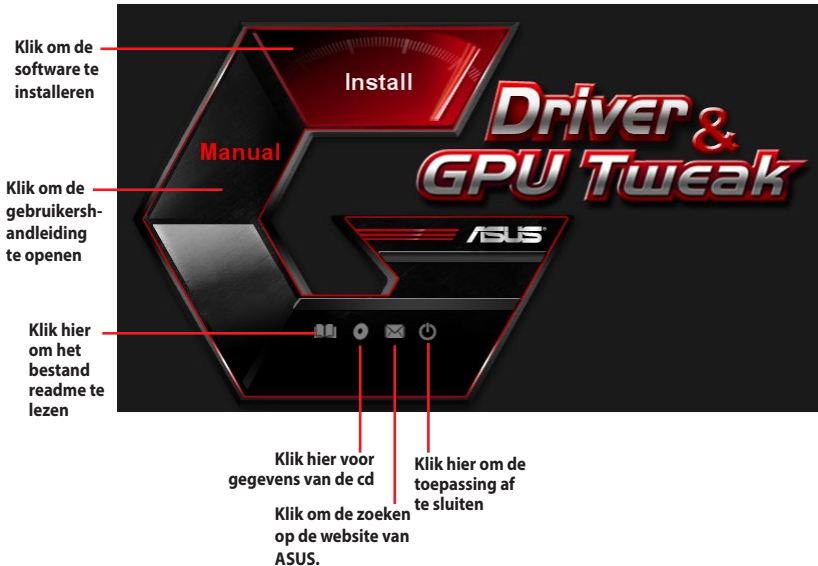 Klik om de
software te
installeren
Install
Driver &
GPU Tweak
Manual
Klik om de
gebruikersh-
andleiding
te openen
ASUS
Klik hier
om het
bestand
readme te
lezen
Klik hier voor
gegevens van de cd
Klik hier om de
toepassing af
te sluiten
Klik om de zoeken
op de website van
ASUS.